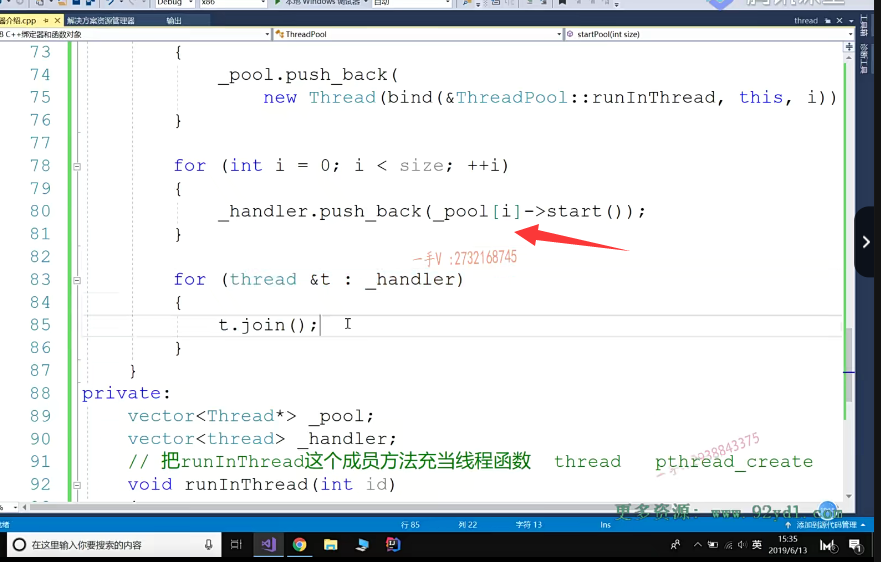 Debug x86 本地 Windows 调试器 自动
器介绍.cpp 解决方案资源管理器 输出 thread
C++绑定器和函数对象 ThreadPool startPool(int size)
73 {
74 _pool.push_back(
75 new Thread(bind(&ThreadPool::runInThread, this, i))
76 }
77
78 for (int i = 0; i < size; ++i)
79 {
80 _handler.push_back(_pool[i]->start());
81 }
82
一手V :2732168745
83 for (thread &t : _handler)
84 {
85 t.join();
86 }
87 }
88 private:
89 vector<Thread*> _pool;
90 vector<thread> _handler;
91 // 把runInThread这个成员方法充当线程函数 thread pthread_create
92 void runInThread(int id)
更多资源: www.92ydl.com
行 85 列 22 字符 13 Ins 添加到源代码管理
在这里输入你要搜索的内容 英 15:35
2019/6/13